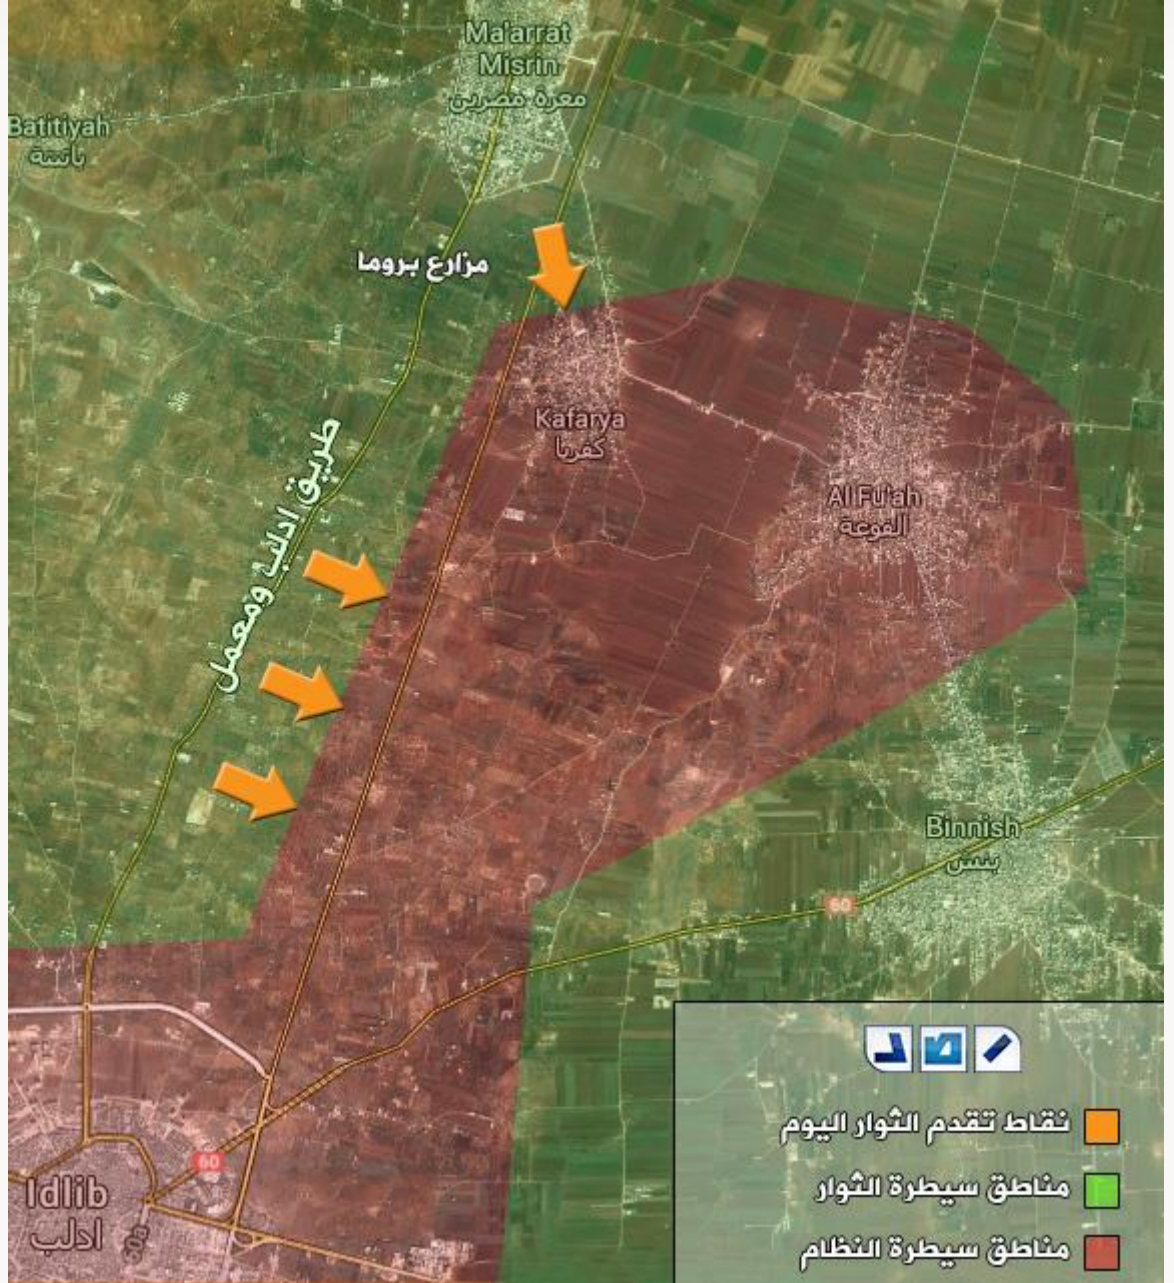 Ma'arrat
Misrin
معرة مصرين
Batitiyah
باتنتة
مزارع بروما
طريق ادلب ومعمل
Kafarya
كفريا
Al Fu'ah
الفوعة
Binnish
بنش
60
60
Idlib
ادلب
60a
نقاط تقدم الثوار اليوم
مناطق سيطرة الثوار
مناطق سيطرة النظام